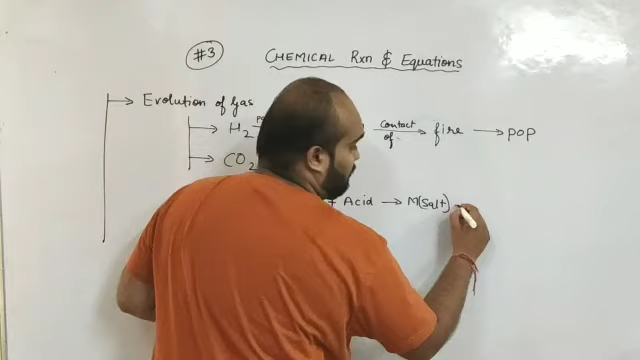 #3 CHEMICAL Rxn & Equations
→ Evolution of Gas
→ H2 contact of → fire → POP
→ CO2
+ Acid → M(salt)